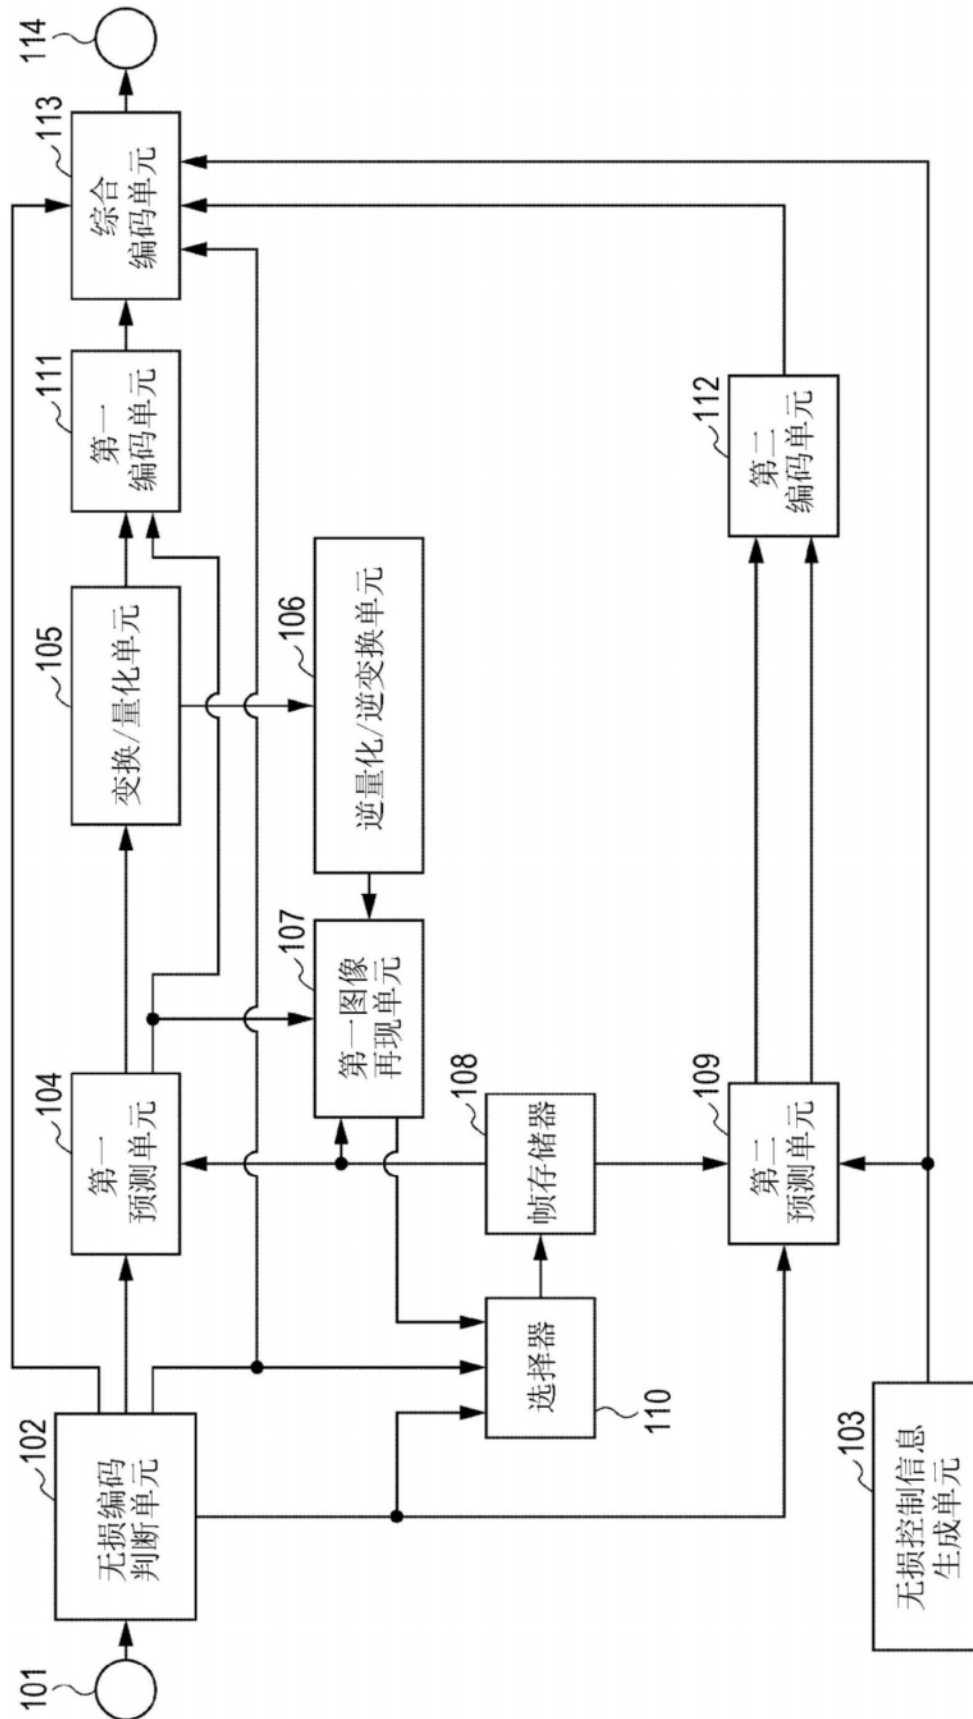 101
102
无损编码
判断单元
104
第一
预测单元
105
变换/量化单元
111
第一
编码单元
113
综合
编码单元
114
107
第一图像
再现单元
106
逆量化/逆变换单元
110
选择器
108
帧存储器
109
第二
预测单元
112
第二
编码单元
103
无损控制信息
生成单元